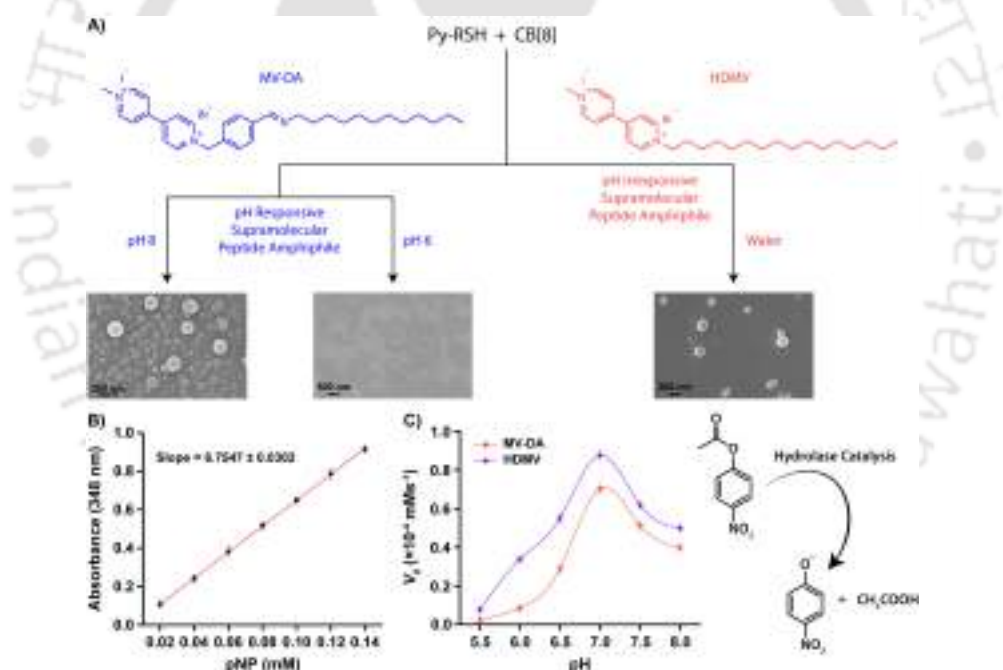 A)
Py-RSH + CB[8]
MV-DA
HDMV
pH Responsive
Supramolecular
Peptide Amphiphile
pH 8
pH 6
Supramolecular
Peptide Amphiphile
Water
B)
Slope = 6.7547 ± 0.0302
Absorbance (348 nm)
1.0
0.8
0.6
0.4
0.2
0.0
0.02 0.04 0.06 0.08 0.10 0.12 0.14
pNP (mM)
C)
MV-DA
HDMV
1.0
0.8
0.6
0.4
0.2
0.0
5.5 6.0 6.5 7.0 7.5 8.0
pH
O
O
NO₂
Hydrolase Catalysis
O⁻
NO₂
+ CH₃COOH
Indian
wahati